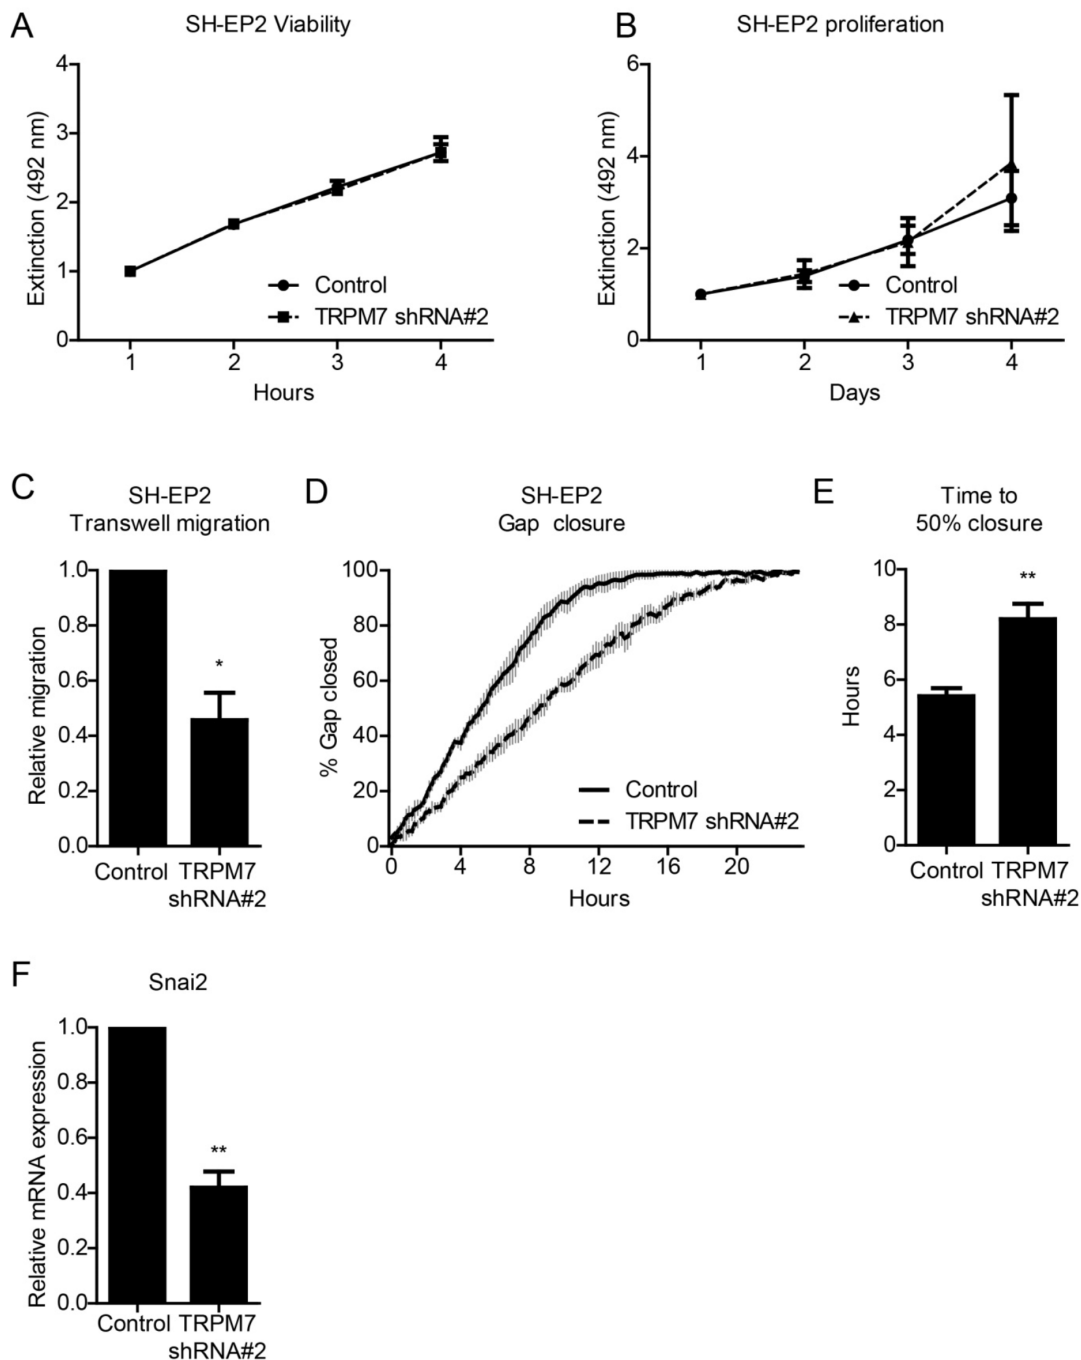 A
SH-EP2 Viability
Extinction (492 nm)
4
3
2
1
0
Control
TRPM7 shRNA#2
1 2 3 4
Hours
B
SH-EP2 proliferation
Extinction (492 nm)
6
4
2
0
Control
TRPM7 shRNA#2
1 2 3 4
Days
C
SH-EP2
Transwell migration
Relative migration
1.0
0.8
0.6
0.4
0.2
0.0
*
Control TRPM7
shRNA#2
D
SH-EP2
Gap closure
% Gap closed
100
80
60
40
20
0
Control
TRPM7 shRNA#2
0 4 8 12 16 20
Hours
E
Time to
50% closure
Hours
10
8
6
4
2
0
**
Control TRPM7
shRNA#2
F
Snai2
Relative mRNA expression
1.0
0.8
0.6
0.4
0.2
0.0
**
Control TRPM7
shRNA#2